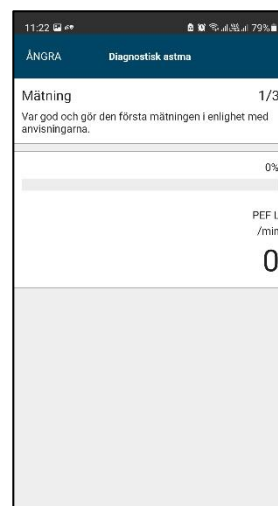 11:22 79%
ÅNGRA Diagnostisk astma
Mätning 1/3
Var god och gör den första mätningen i enlighet med
anvisningarna.
0%
PEF L
/min
0